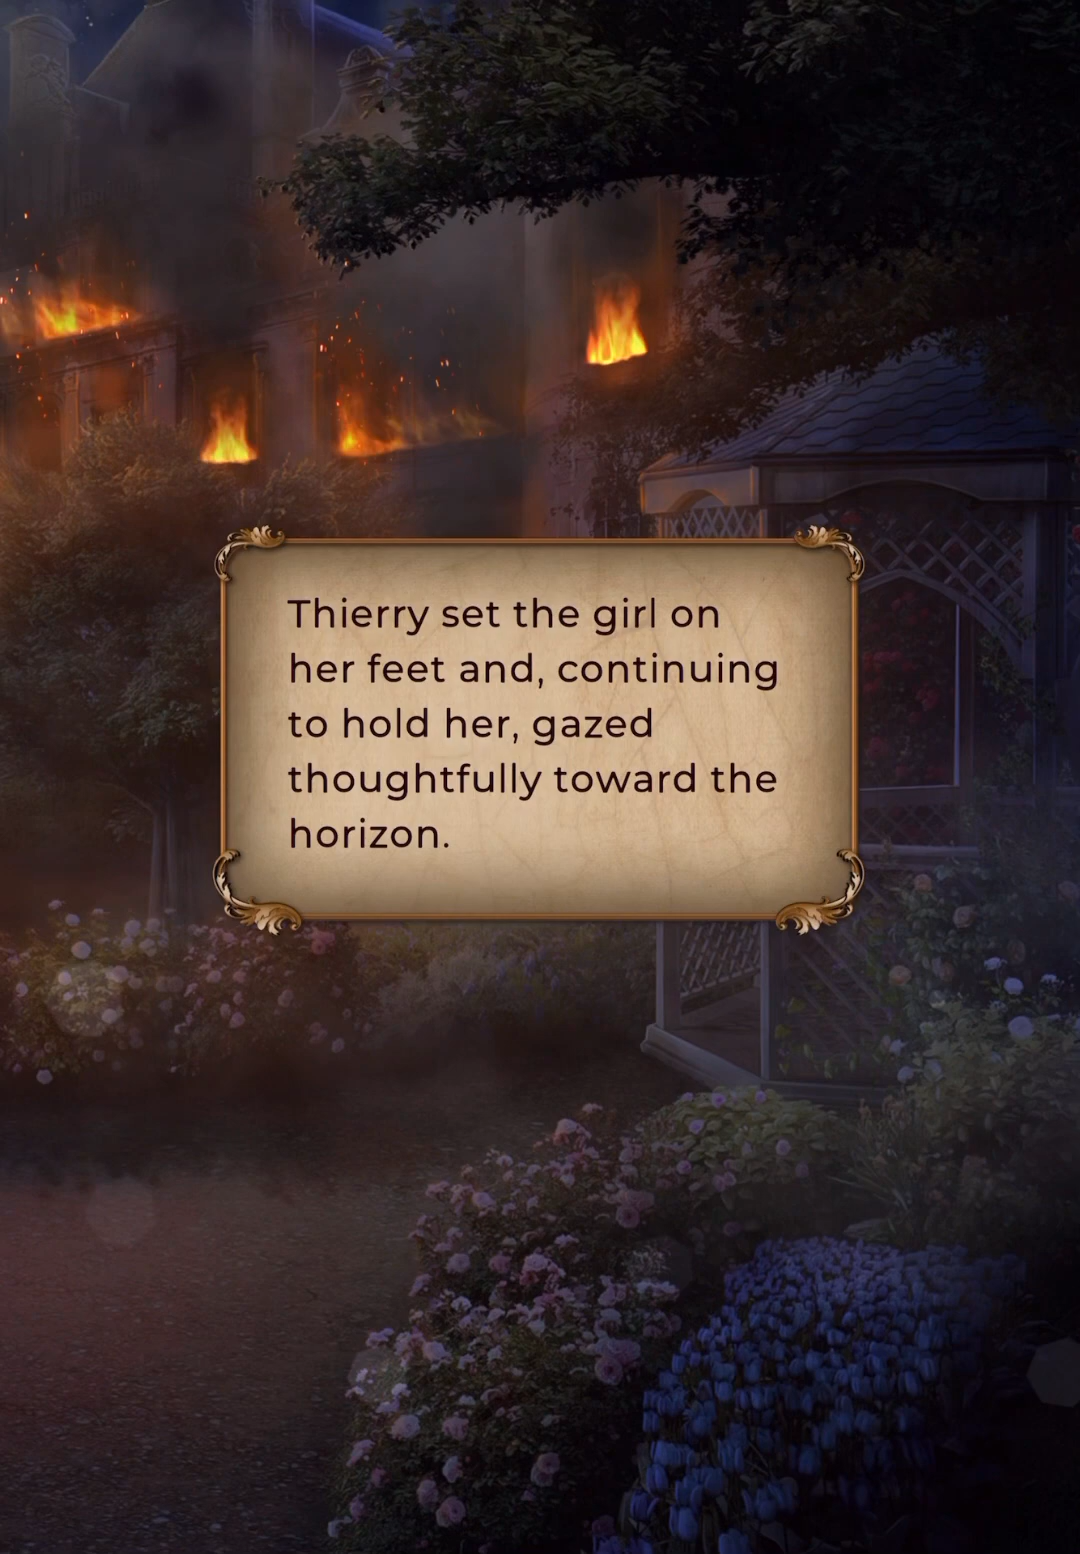 Thierry set the girl on
her feet and, continuing
to hold her, gazed
thoughtfully toward the
horizon.